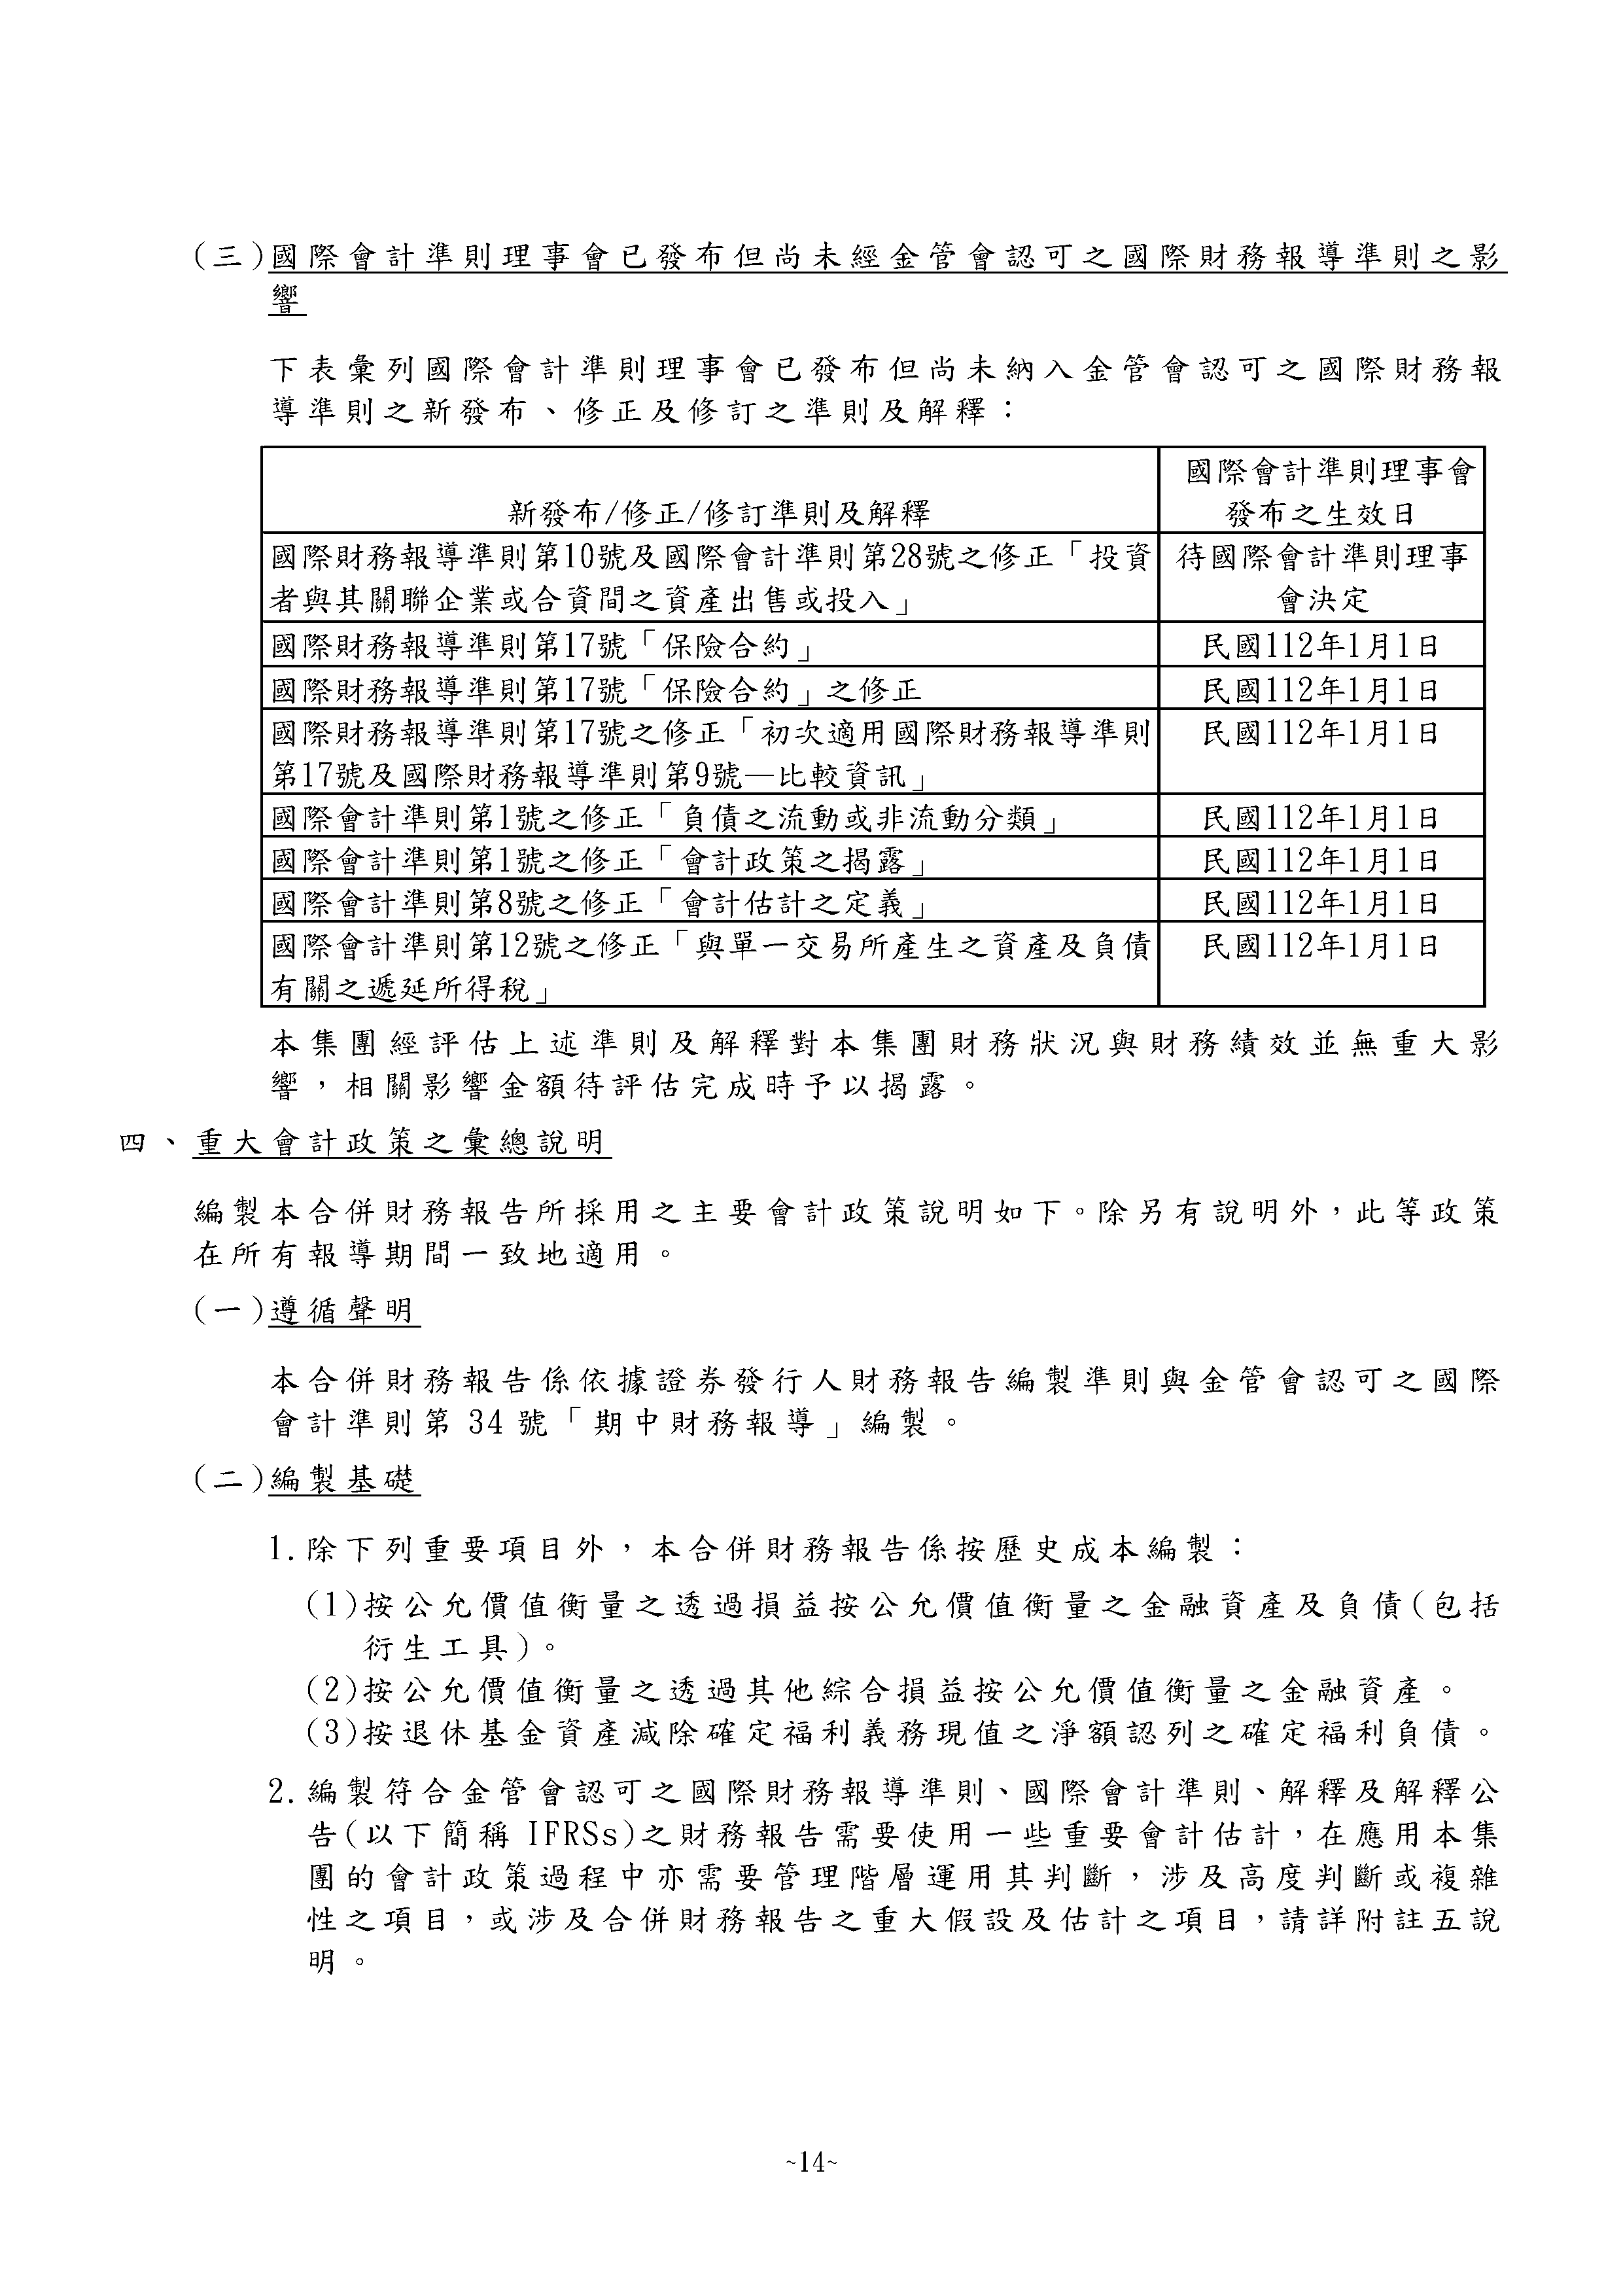 (三)國際會計準則理事會已發布但尚未經金管會認可之國際財務報導準則之影
響
下表彙列國際會計準則理事會已發布但尚未納入金管會認可之國際財務報
導準則之新發布、修正及修訂之準則及解釋：
國際會計準則理事會
新發布/修正/修訂準則及解釋 發布之生效日
國際財務報導準則第10號及國際會計準則第28號之修正「投資 待國際會計準則理事
者與其關聯企業或合資間之資產出售或投入」 會決定
國際財務報導準則第17號「保險合約」 民國112年1月1日
國際財務報導準則第17號「保險合約」之修正 民國112年1月1日
國際財務報導準則第17號之修正「初次適用國際財務報導準則 民國112年1月1日
第17號及國際財務報導準則第9號—比較資訊」
國際會計準則第1號之修正「負債之流動或非流動分類」 民國112年1月1日
國際會計準則第1號之修正「會計政策之揭露」 民國112年1月1日
國際會計準則第8號之修正「會計估計之定義」 民國112年1月1日
國際會計準則第12號之修正「與單一交易所產生之資產及負債 民國112年1月1日
有關之遞延所得稅」
本集團經評估上述準則及解釋對本集團財務狀況與財務績效並無重大影
響，相關影響金額待評估完成時予以揭露。
四、重大會計政策之彙總說明
編製本合併財務報告所採用之主要會計政策說明如下。除另有說明外，此等政策
在所有報導期間一致地適用。
(一)遵循聲明
本合併財務報告係依據證券發行人財務報告編製準則與金管會認可之國際
會計準則第 34 號「期中財務報導」編製。
(二)編製基礎
1.除下列重要項目外，本合併財務報告係按歷史成本編製：
(1)按公允價值衡量之透過損益按公允價值衡量之金融資產及負債(包括
衍生工具)。
(2)按公允價值衡量之透過其他綜合損益按公允價值衡量之金融資產。
(3)按退休基金資產減除確定福利義務現值之淨額認列之確定福利負債。
2.編製符合金管會認可之國際財務報導準則、國際會計準則、解釋及解釋公
告(以下簡稱 IFRSs)之財務報告需要使用一些重要會計估計，在應用本集
團的會計政策過程中亦需要管理階層運用其判斷，涉及高度判斷或複雜
性之項目，或涉及合併財務報告之重大假設及估計之項目，請詳附註五說
明。
~14~